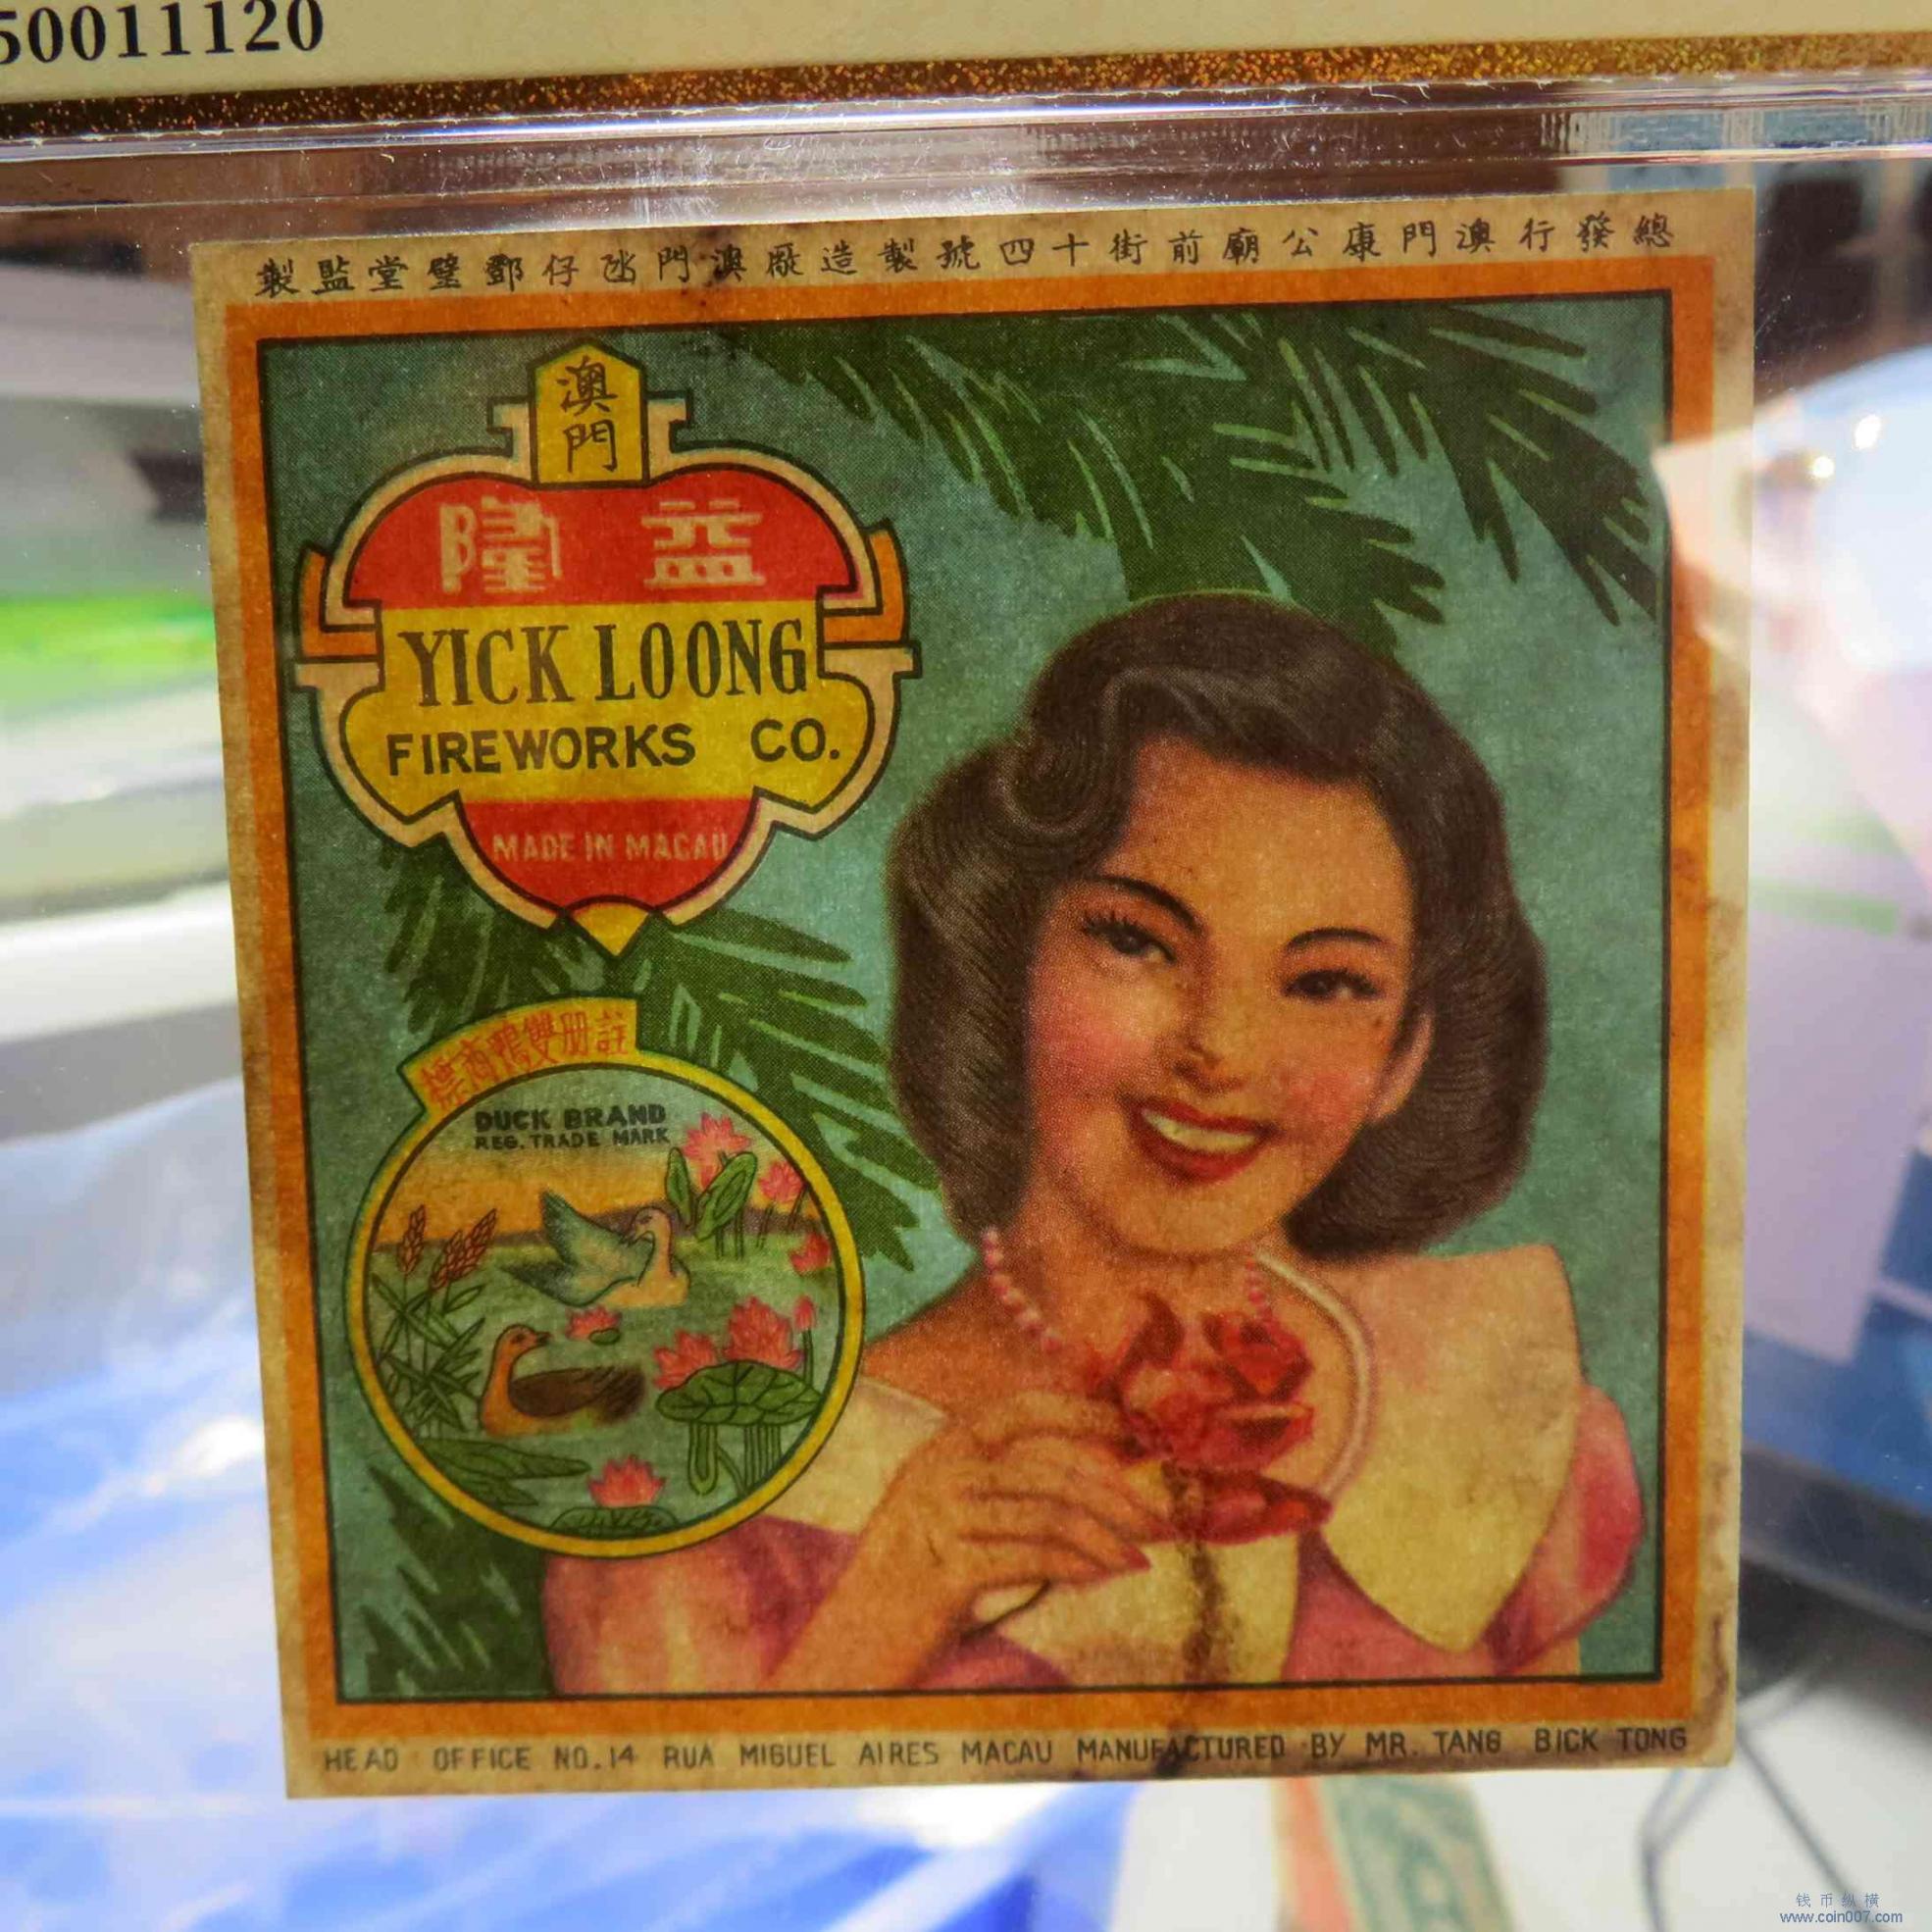 50011120
總發行澳門康公廟前街十四號製造厰澳門氹仔鄧璧堂監製
澳門
益隆
YICK LOONG
FIREWORKS CO.
MADE IN MACAU
註册雙鴨商標
DUCK BRAND
REG. TRADE MARK
HEAD OFFICE NO.14 RUA MIGUEL AIRES MACAU MANUFACTURED BY MR. TANG BICK TONG
钱币纵横
www.coin007.com